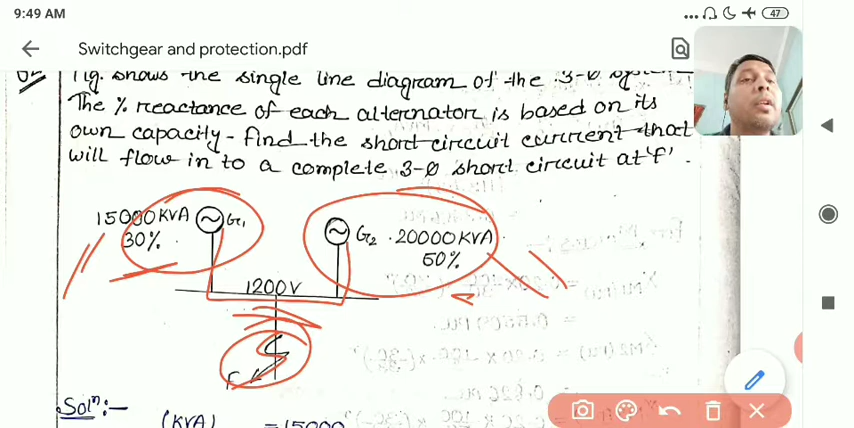 9:49 AM
47
Switchgear and protection.pdf
Fig. shows the single line diagram of the 3-Ø
The % reactance of each alternator is based on its
own capacity - find the short circuit current that
will flow in to a complete 3-Ø short circuit at 'F'.
15000 KVA G1
30%
G2 20000 KVA
50%
1200V
F
Soln:-
(KVA) = 15000